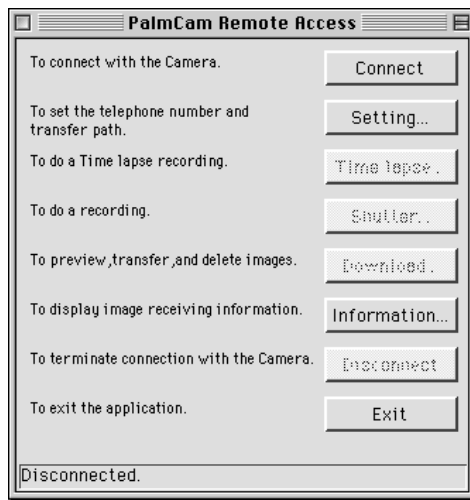 PalmCam Remote Access
To connect with the Camera.
Connect
To set the telephone number and
transfer path.
Setting...
To do a Time lapse recording.
Time lapse .
To do a recording.
Shutter. .
To preview,transfer,and delete images.
Download .
To display image receiving information.
Information...
To terminate connection with the Camera.
Disconnect
To exit the application.
Exit
Disconnected.